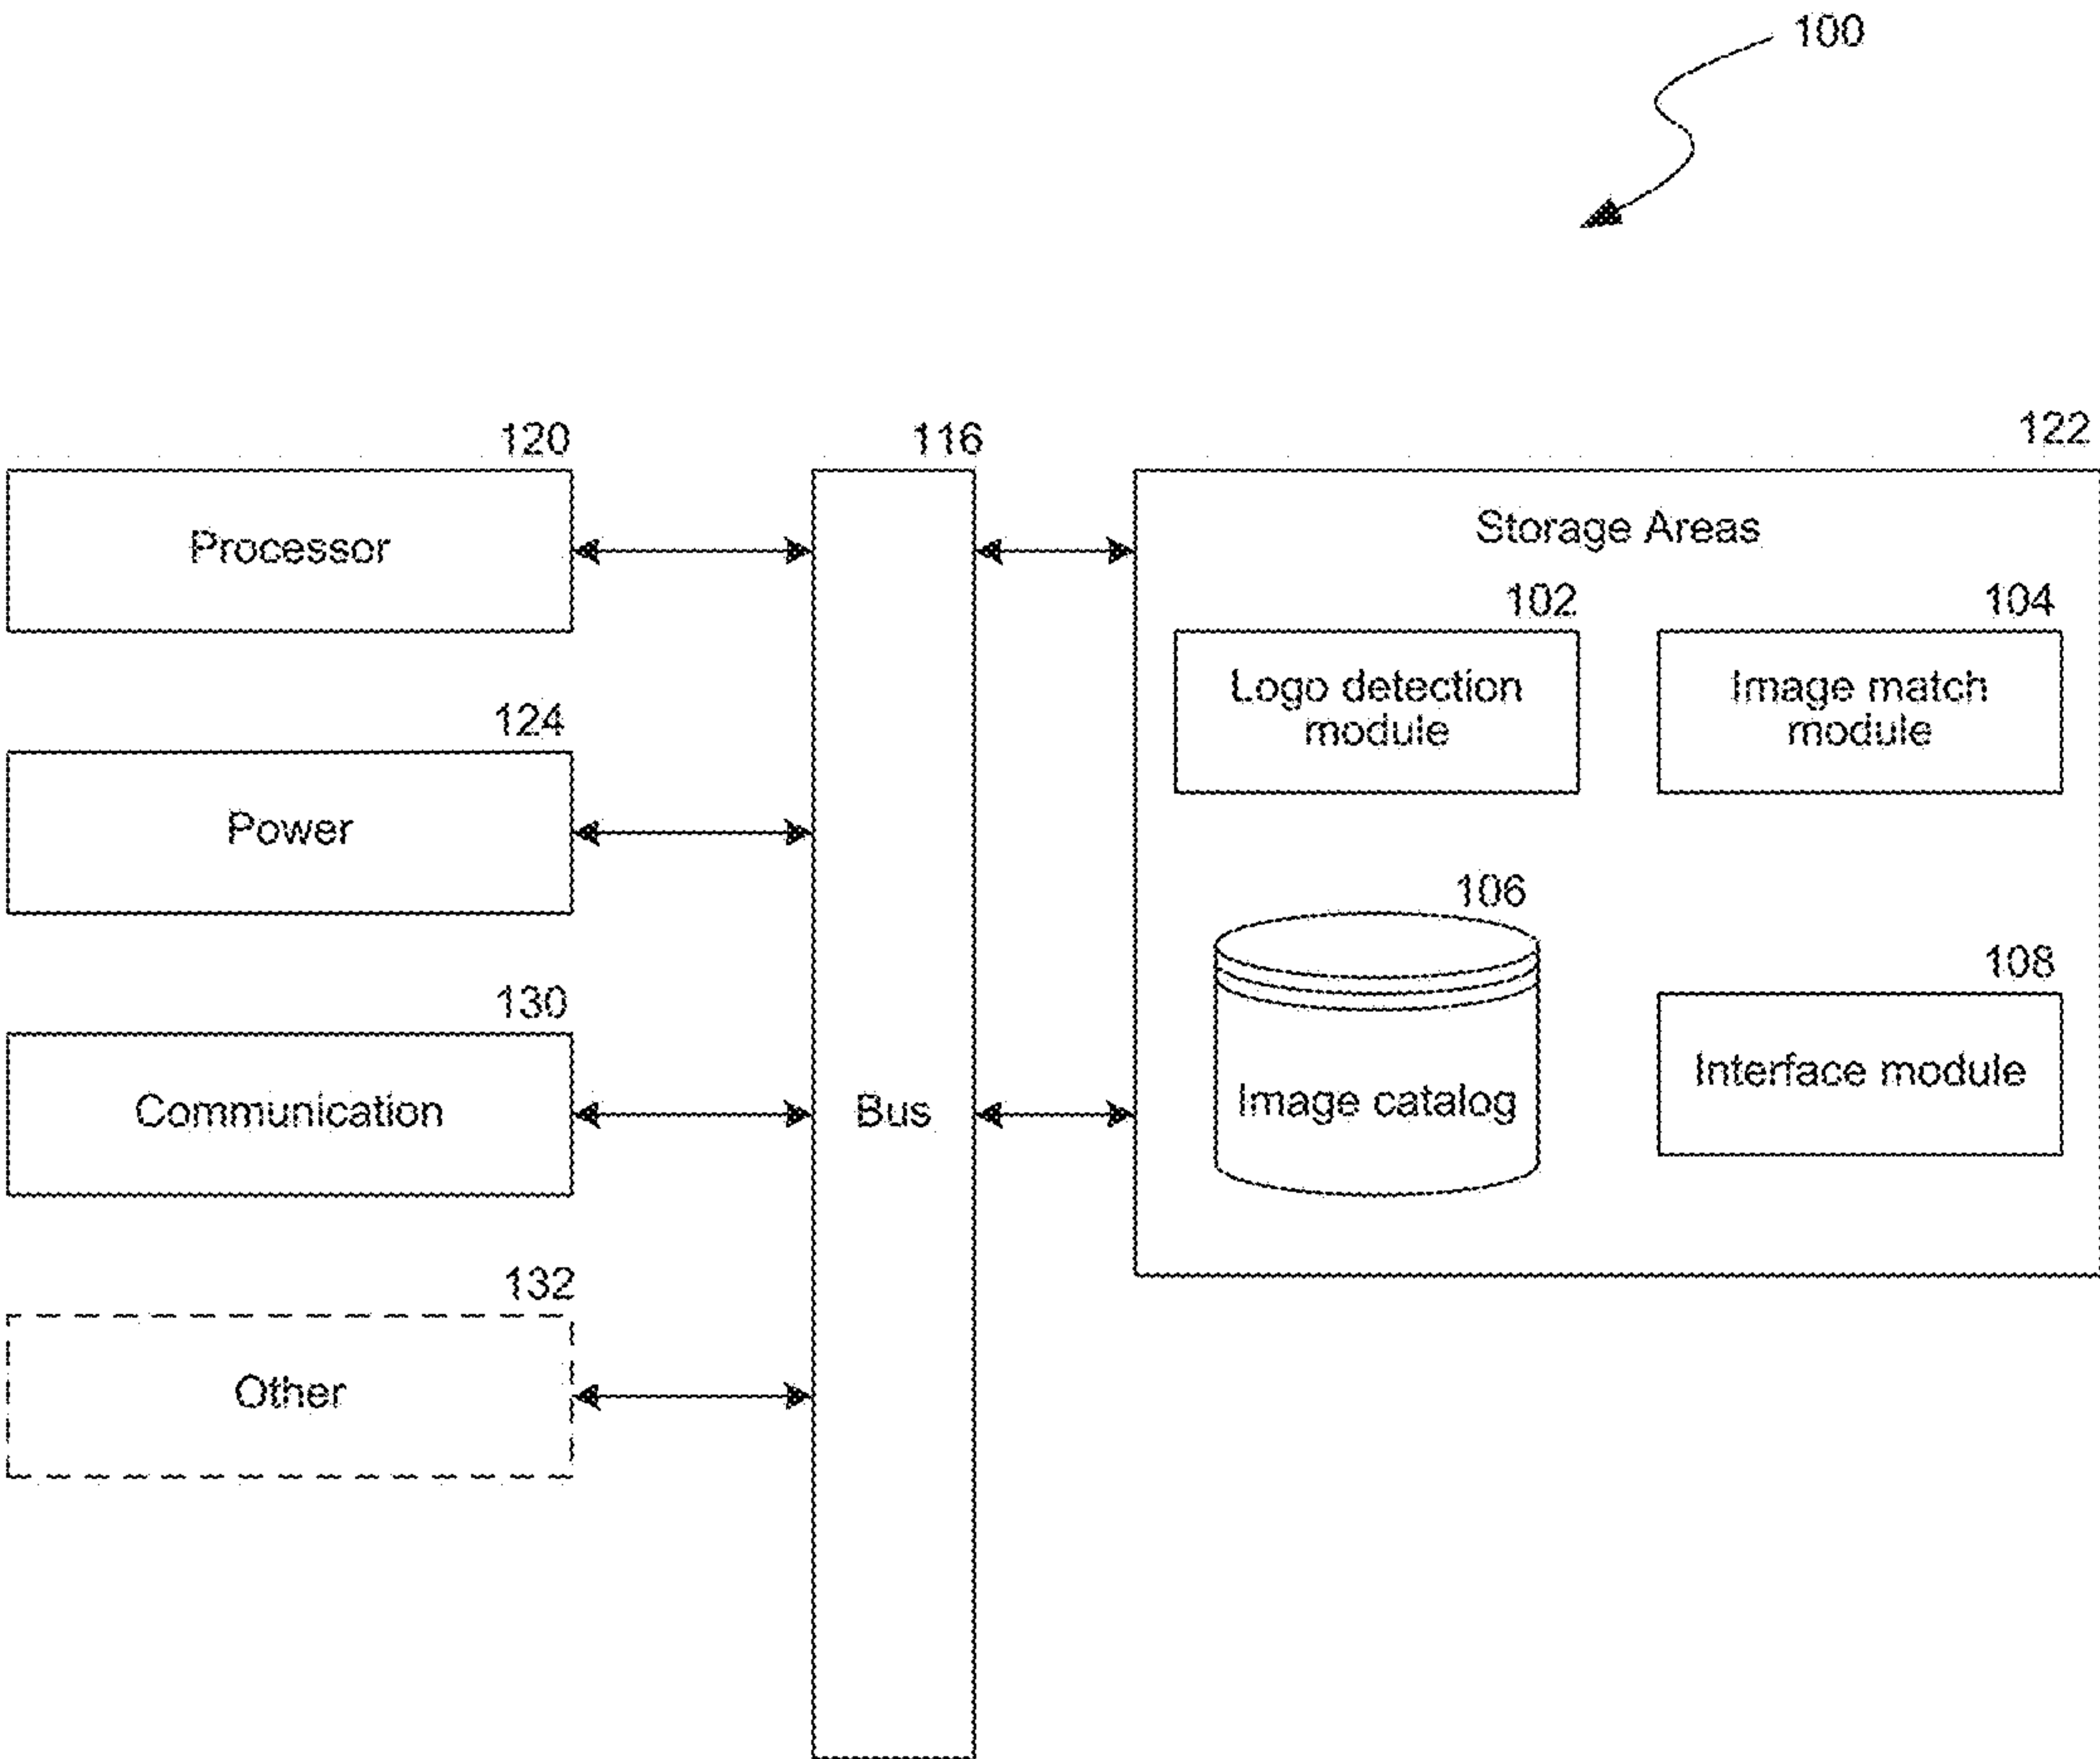 100
120
116
122
Processor
Storage Areas
102
104
Logo detection
module
Image match
module
124
Power
106
108
130
Communication
Bus
Image catalog
Interface module
132
Other